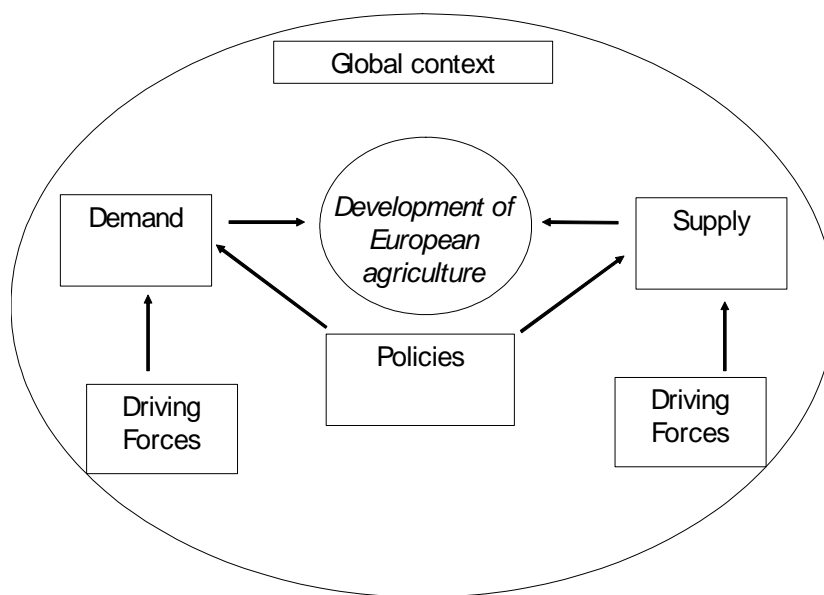 Global context
Development of
European
agriculture
Demand
Supply
Policies
Driving
Forces
Driving
Forces